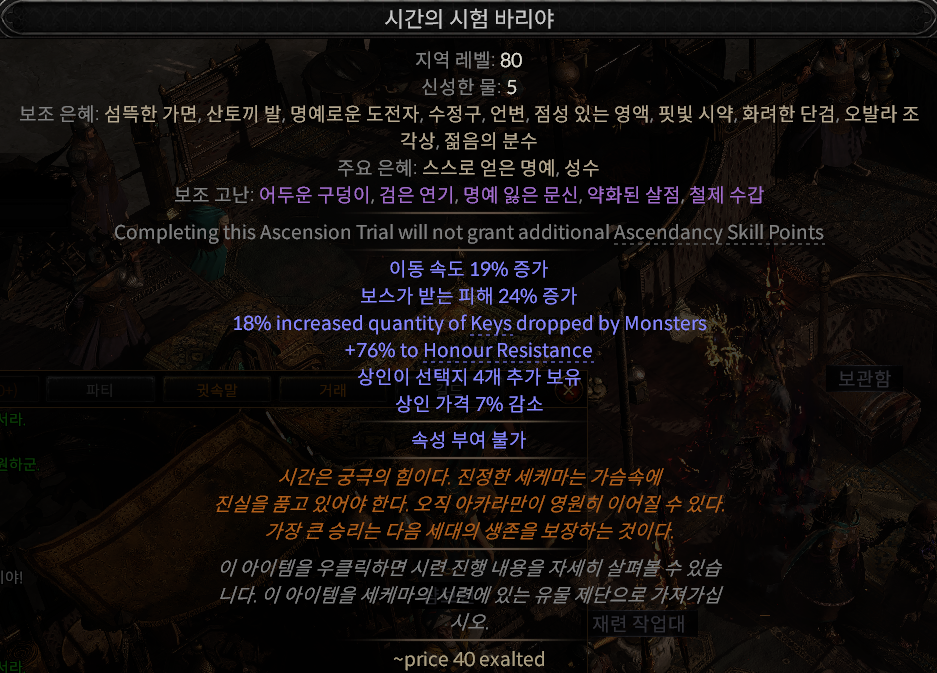 시간의 시험 바리야
지역 레벨: 80
신성한 물: 5
보조 은혜: 섬뜩한 가면, 산토끼 발, 명예로운 도전자, 수정구, 언변, 점성 있는 영액, 핏빛 시약, 화려한 단검, 오발라 조
각상, 젊음의 분수
주요 은혜: 스스로 얻은 명예, 성수
보조 고난: 어두운 구덩이, 검은 연기, 명예 잃은 문신, 약화된 살점, 철제 수갑
Completing this Ascension Trial will not grant additional Ascendancy Skill Points
이동 속도 19% 증가
보스가 받는 피해 24% 증가
18% increased quantity of Keys dropped by Monsters
+76% to Honour Resistance
상인이 선택지 4개 추가 보유
보관함
파티
귓속말
거래
상인 가격 7% 감소
서라.
속성 부여 불가
원하군
시간은 궁극의 힘이다. 진정한 세케마는 가슴속에
진실을 품고 있어야 한다. 오직 아카라만이 영원히 이어질 수 있다.
가장 큰 승리는 다음 세대의 생존을 보장하는 것이다.
이 아이템을 우클릭하면 시련 진행 내용을 자세히 살펴볼 수 있습
니다. 이 아이템을 세케마의 시련에 있는 유물 제단으로 가져가십
시오.
재련 작업대
~price 40 exalted
서라